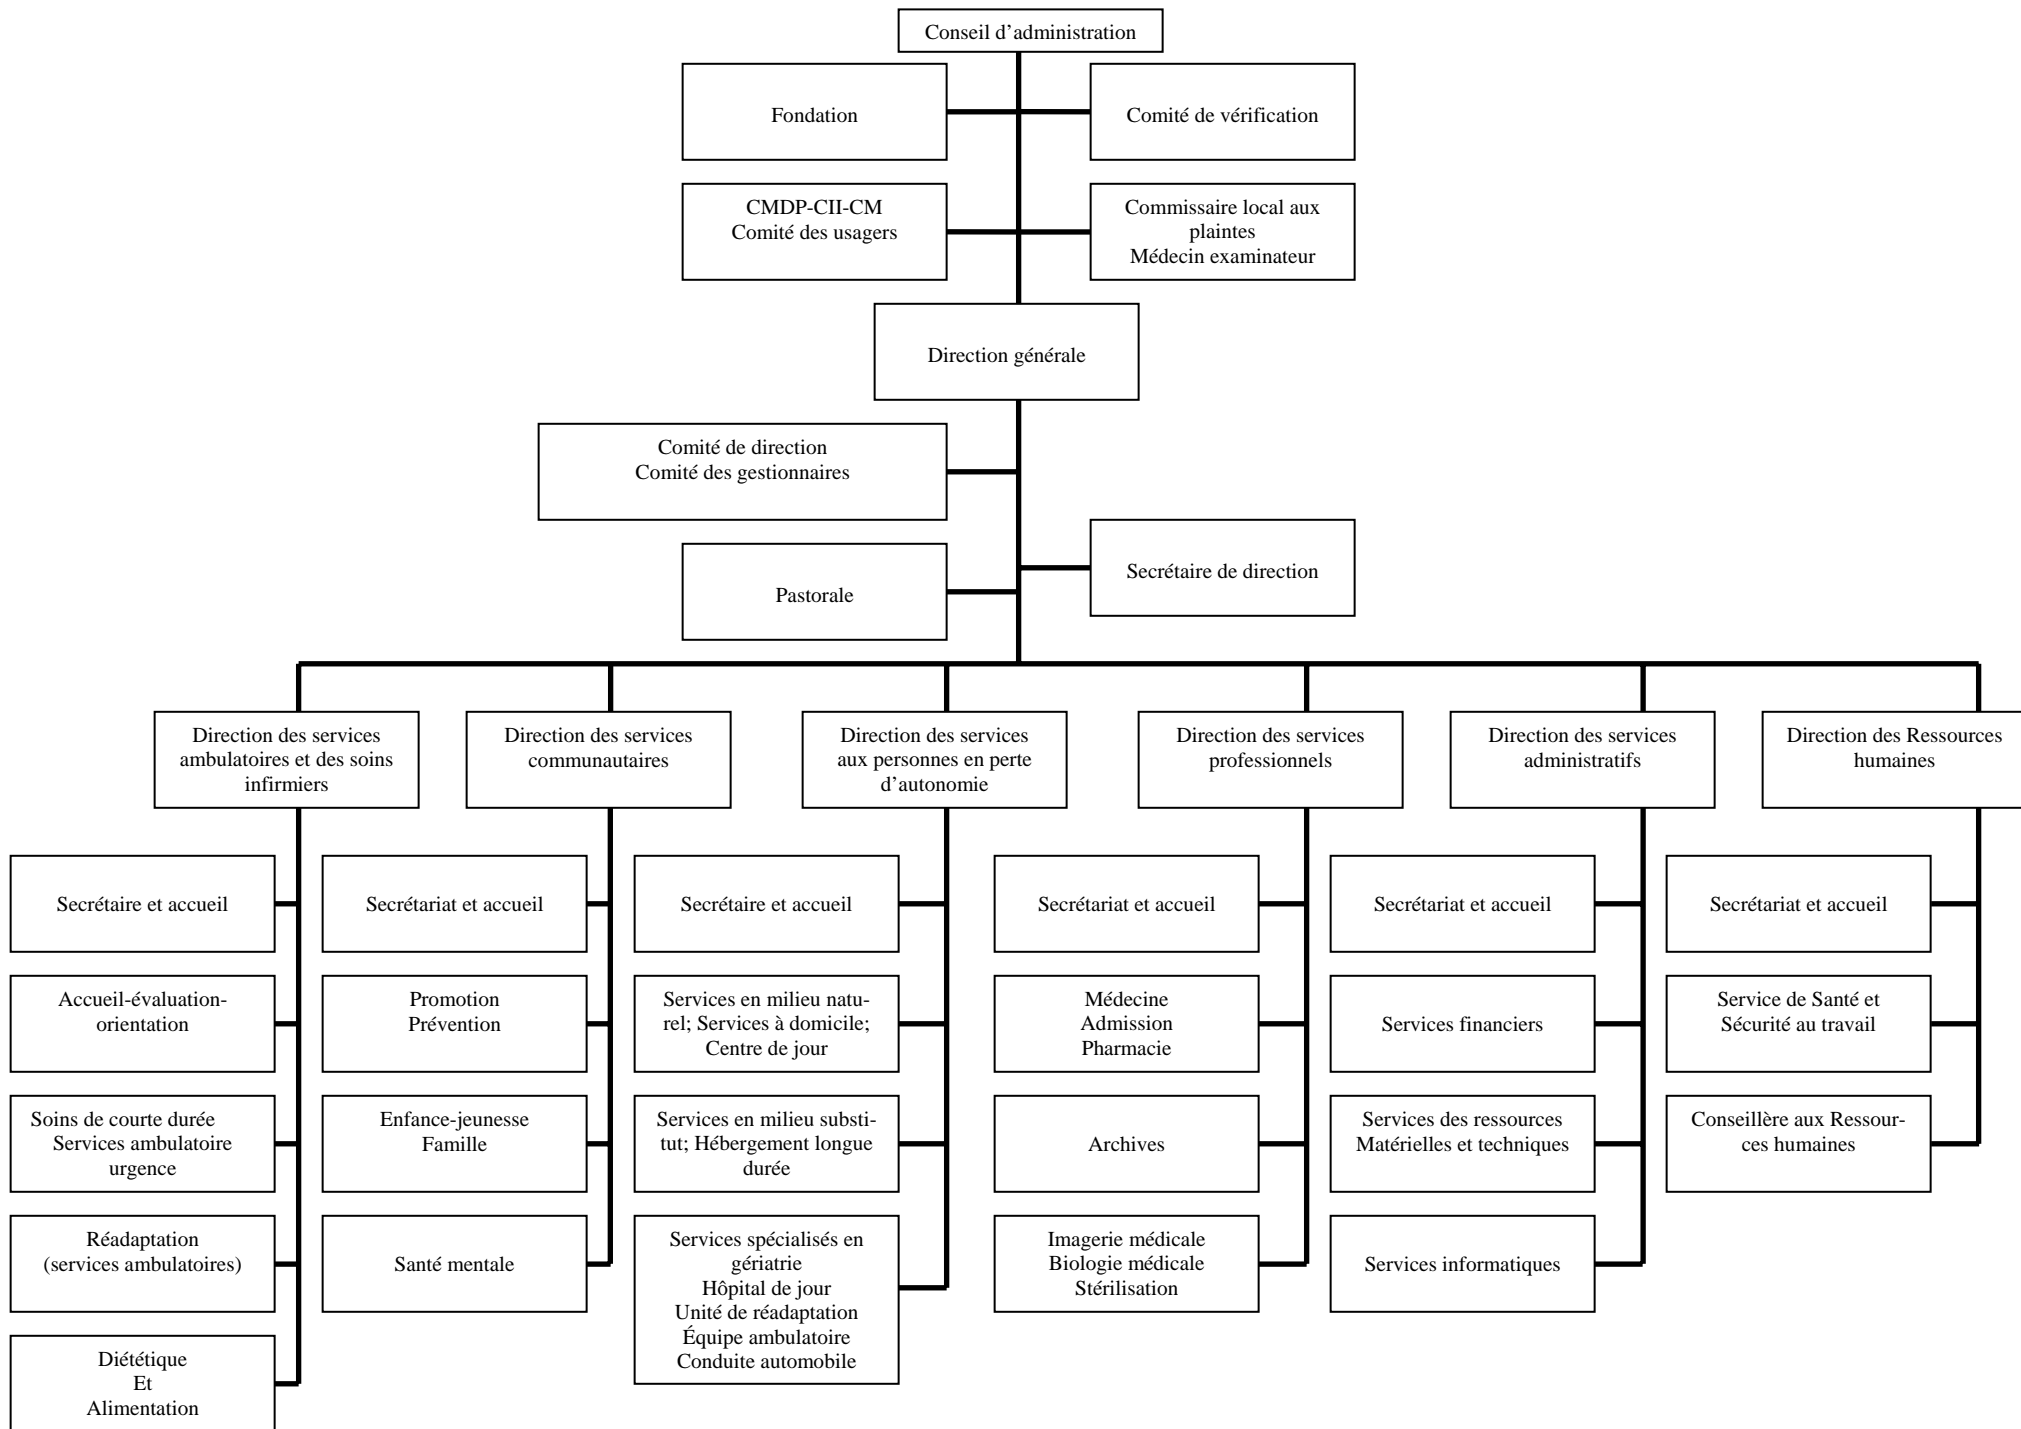 Conseil d’administration
Fondation
Comité de vérification
CMDP-CII-CM
Comité des usagers
Commissaire local aux
plaintes
Médecin examinateur
Direction générale
Comité de direction
Comité des gestionnaires
Secrétaire de direction
Pastorale
Direction des services
ambulatoires et des soins
infirmiers
Direction des services
communautaires
Direction des services
aux personnes en perte
d’autonomie
Direction des services
professionnels
Direction des services
administratifs
Direction des Ressources
humaines
Secrétaire et accueil
Secrétariat et accueil
Secrétaire et accueil
Secrétariat et accueil
Secrétariat et accueil
Secrétariat et accueil
Accueil-évaluation-
orientation
Promotion
Prévention
Services en milieu natu-
rel; Services à domicile;
Centre de jour
Médecine
Admission
Pharmacie
Services financiers
Service de Santé et
Sécurité au travail
Soins de courte durée
Services ambulatoire
urgence
Enfance-jeunesse
Famille
Services en milieu substi-
tut; Hébergement longue
durée
Archives
Services des ressources
Matérielles et techniques
Conseillère aux Ressour-
ces humaines
Réadaptation
(services ambulatoires)
Santé mentale
Services spécialisés en
gériatrie
Hôpital de jour
Unité de réadaptation
Équipe ambulatoire
Conduite automobile
Imagerie médicale
Biologie médicale
Stérilisation
Services informatiques
Diététique
Et
Alimentation